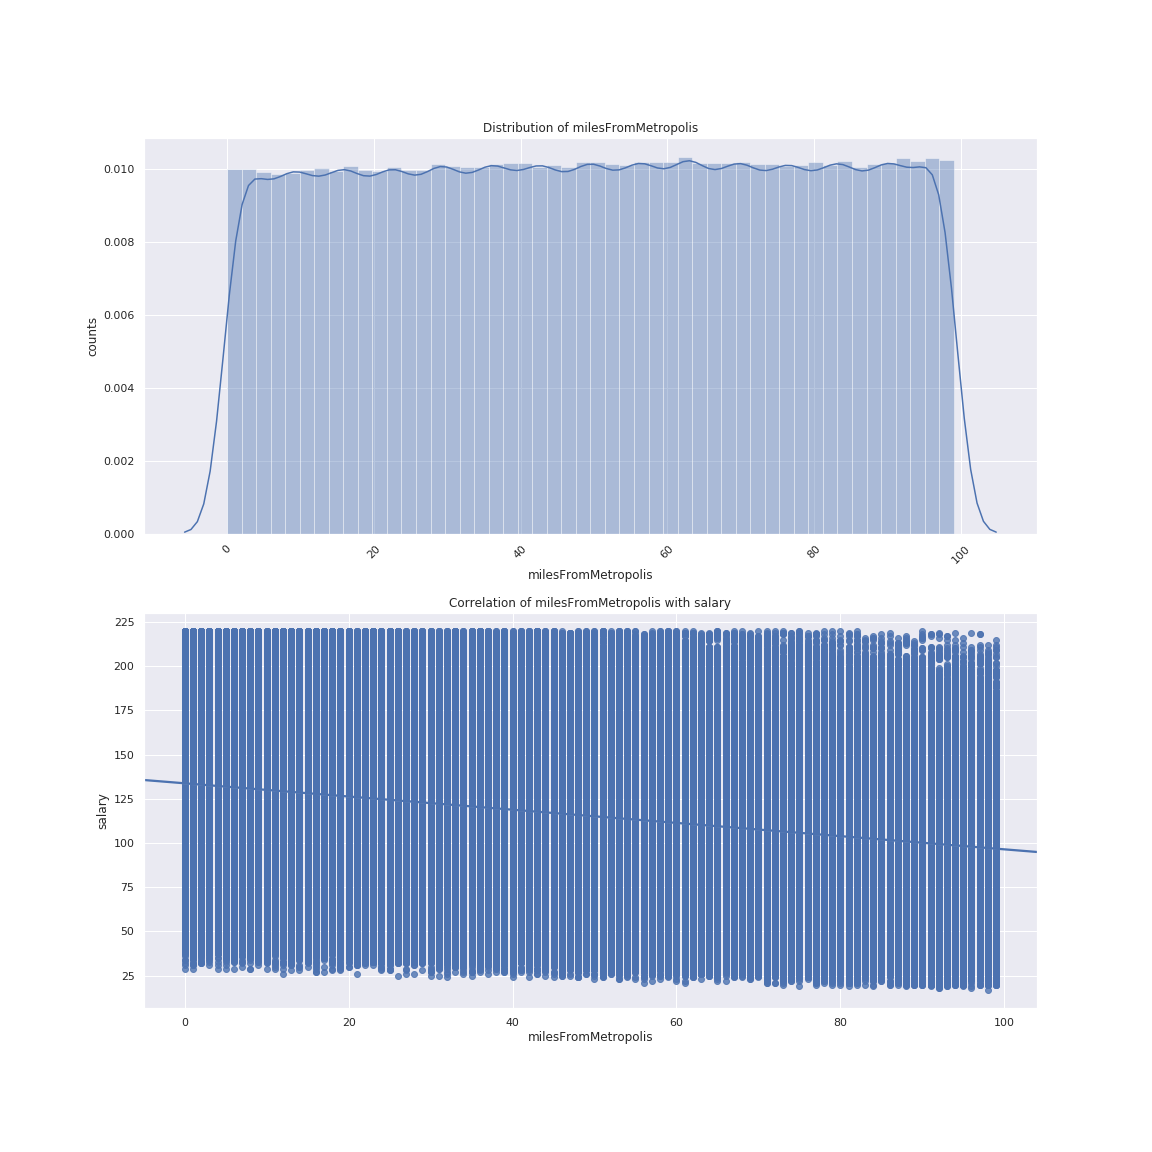 Distribution of milesFromMetropolis
0.010
0.008
0.006
0.004
0.002
0.000
counts
0 20 40 60 80 100
milesFromMetropolis
Correlation of milesFromMetropolis with salary
225
200
175
150
125
100
75
50
25
salary
0 20 40 60 80 100
milesFromMetropolis